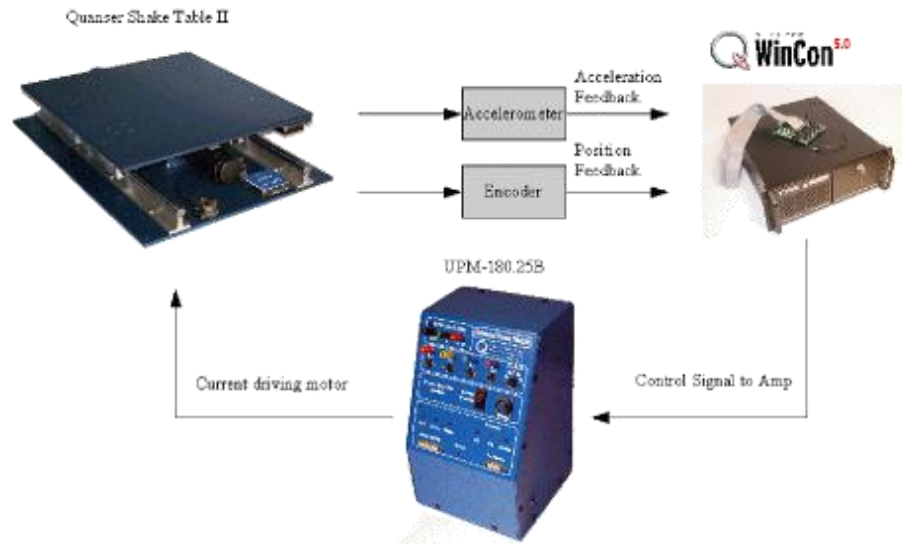 Quanser Shake Table II
WinCon 5.0
Acceleration
Feedback
Accelerometer
Position
Feedback
Encoder
UPM-180.25B
Current driving motor
Control Signal to Amp